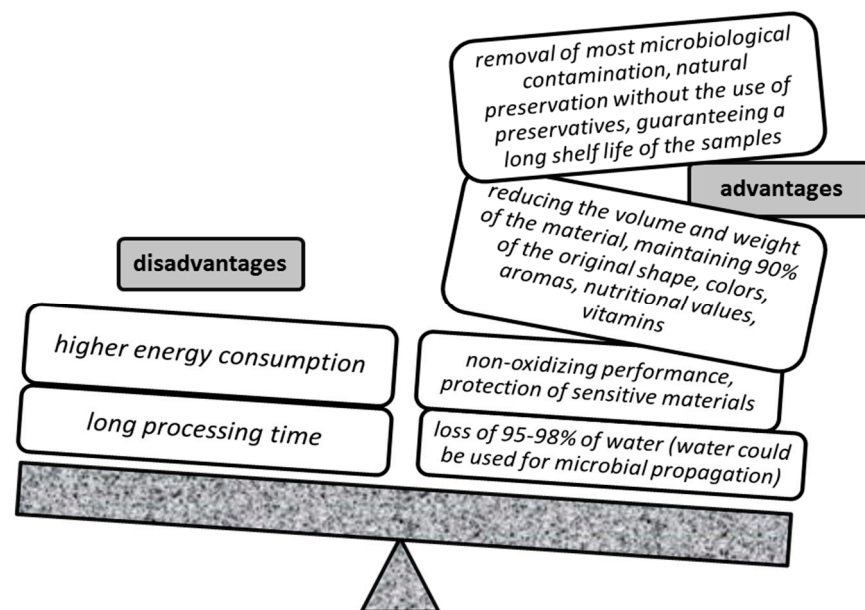 disadvantages
higher energy consumption
long processing time
advantages
removal of most microbiological
contamination, natural
preservation without the use of
preservatives, guaranteeing a
long shelf life of the samples
reducing the volume and weight
of the material, maintaining 90%
of the original shape, colors,
aromas, nutritional values,
vitamins
non-oxidizing performance,
protection of sensitive materials
loss of 95-98% of water (water could
be used for microbial propagation)